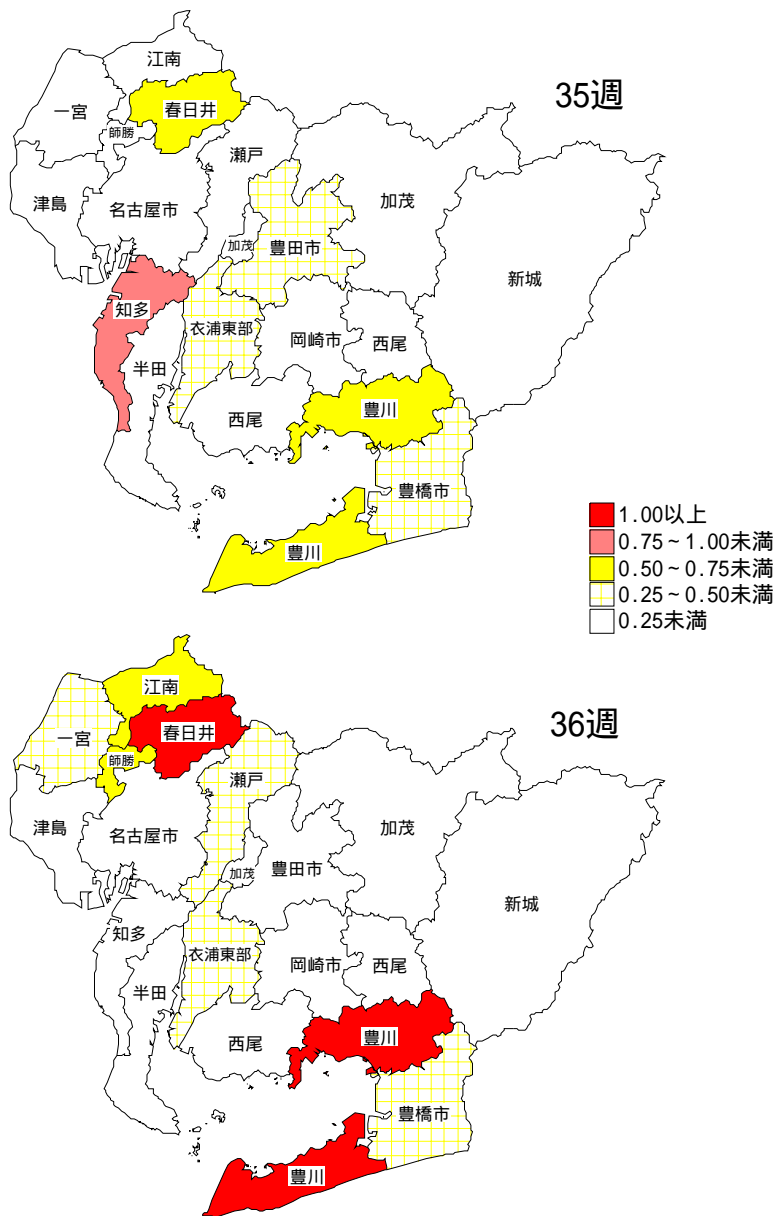 江南
35週
春日井
一宮
師勝
瀬戸
津島
名古屋市
加茂
加茂
豊田市
新城
知多
衣浦東部
岡崎市
西尾
半田
西尾
豊川
豊橋市
豊川
1.00以上
0.75~1.00未満
0.50~0.75未満
0.25~0.50未満
0.25未満
江南
36週
春日井
一宮
師勝
瀬戸
津島
名古屋市
加茂
加茂
豊田市
新城
知多
衣浦東部
岡崎市
西尾
半田
西尾
豊川
豊橋市
豊川